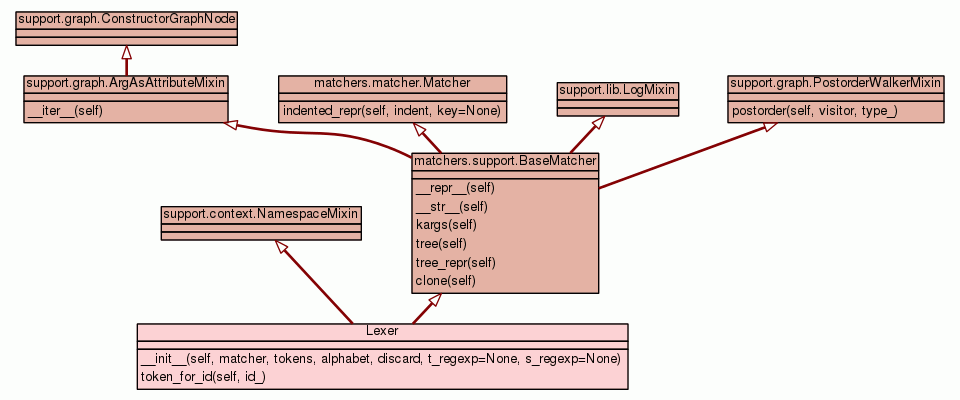 support.graph.ConstructorGraphNode
support.graph.ArgAsAttributeMixin
__iter__(self)
matchers.matcher.Matcher
indented_repr(self, indent, key=None)
support.lib.LogMixin
support.graph.PostorderWalkerMixin
postorder(self, visitor, type_)
matchers.support.BaseMatcher
__repr__(self)
__str__(self)
kargs(self)
tree(self)
tree_repr(self)
clone(self)
support.context.NamespaceMixin
Lexer
__init__(self, matcher, tokens, alphabet, discard, t_regexp=None, s_regexp=None)
token_for_id(self, id_)